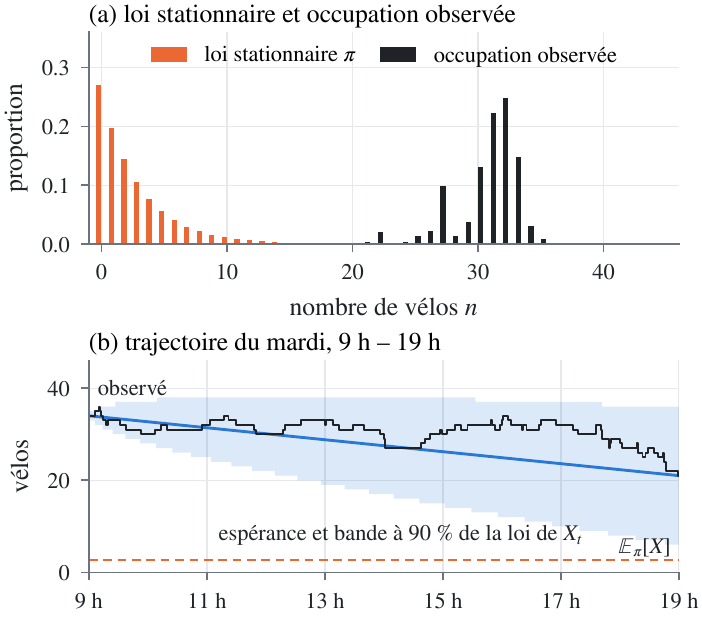 (a) loi stationnaire et occupation observée
loi stationnaire π
occupation observée
proportion
0.3
0.2
0.1
0.0
0 10 20 30 40
nombre de vélos n
(b) trajectoire du mardi, 9 h – 19 h
observé
vélos
40
20
0
espérance et bande à 90 % de la loi de Xₜ
𝔼π[X]
9 h 11 h 13 h 15 h 17 h 19 h